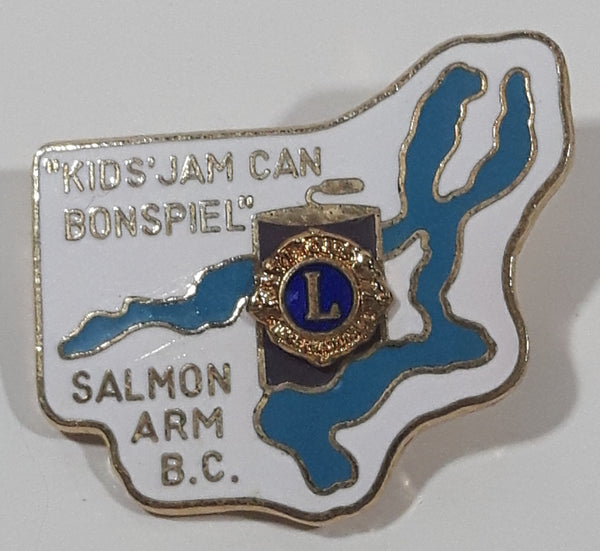 "KIDS' JAM CAN
BONSPIEL"
L
SALMON
ARM
B.C.